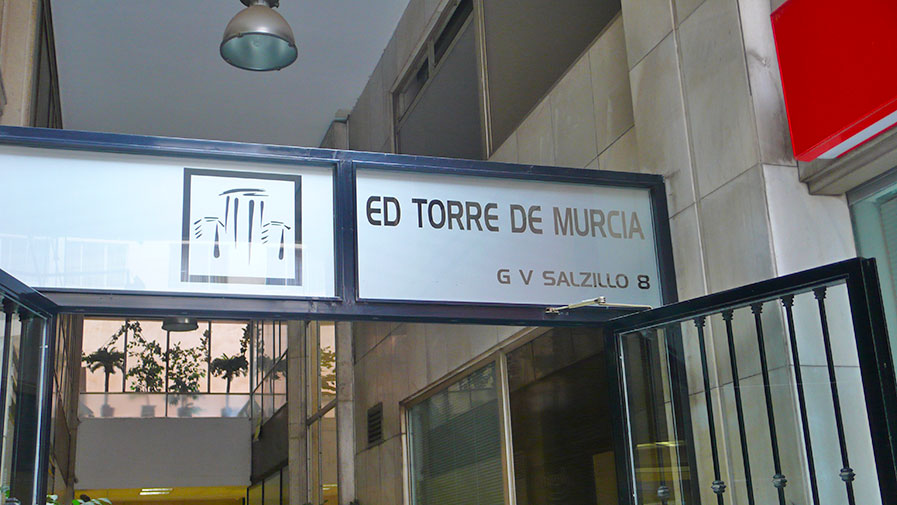 ED TORRE DE MURCIA
G V SALZILLO 8